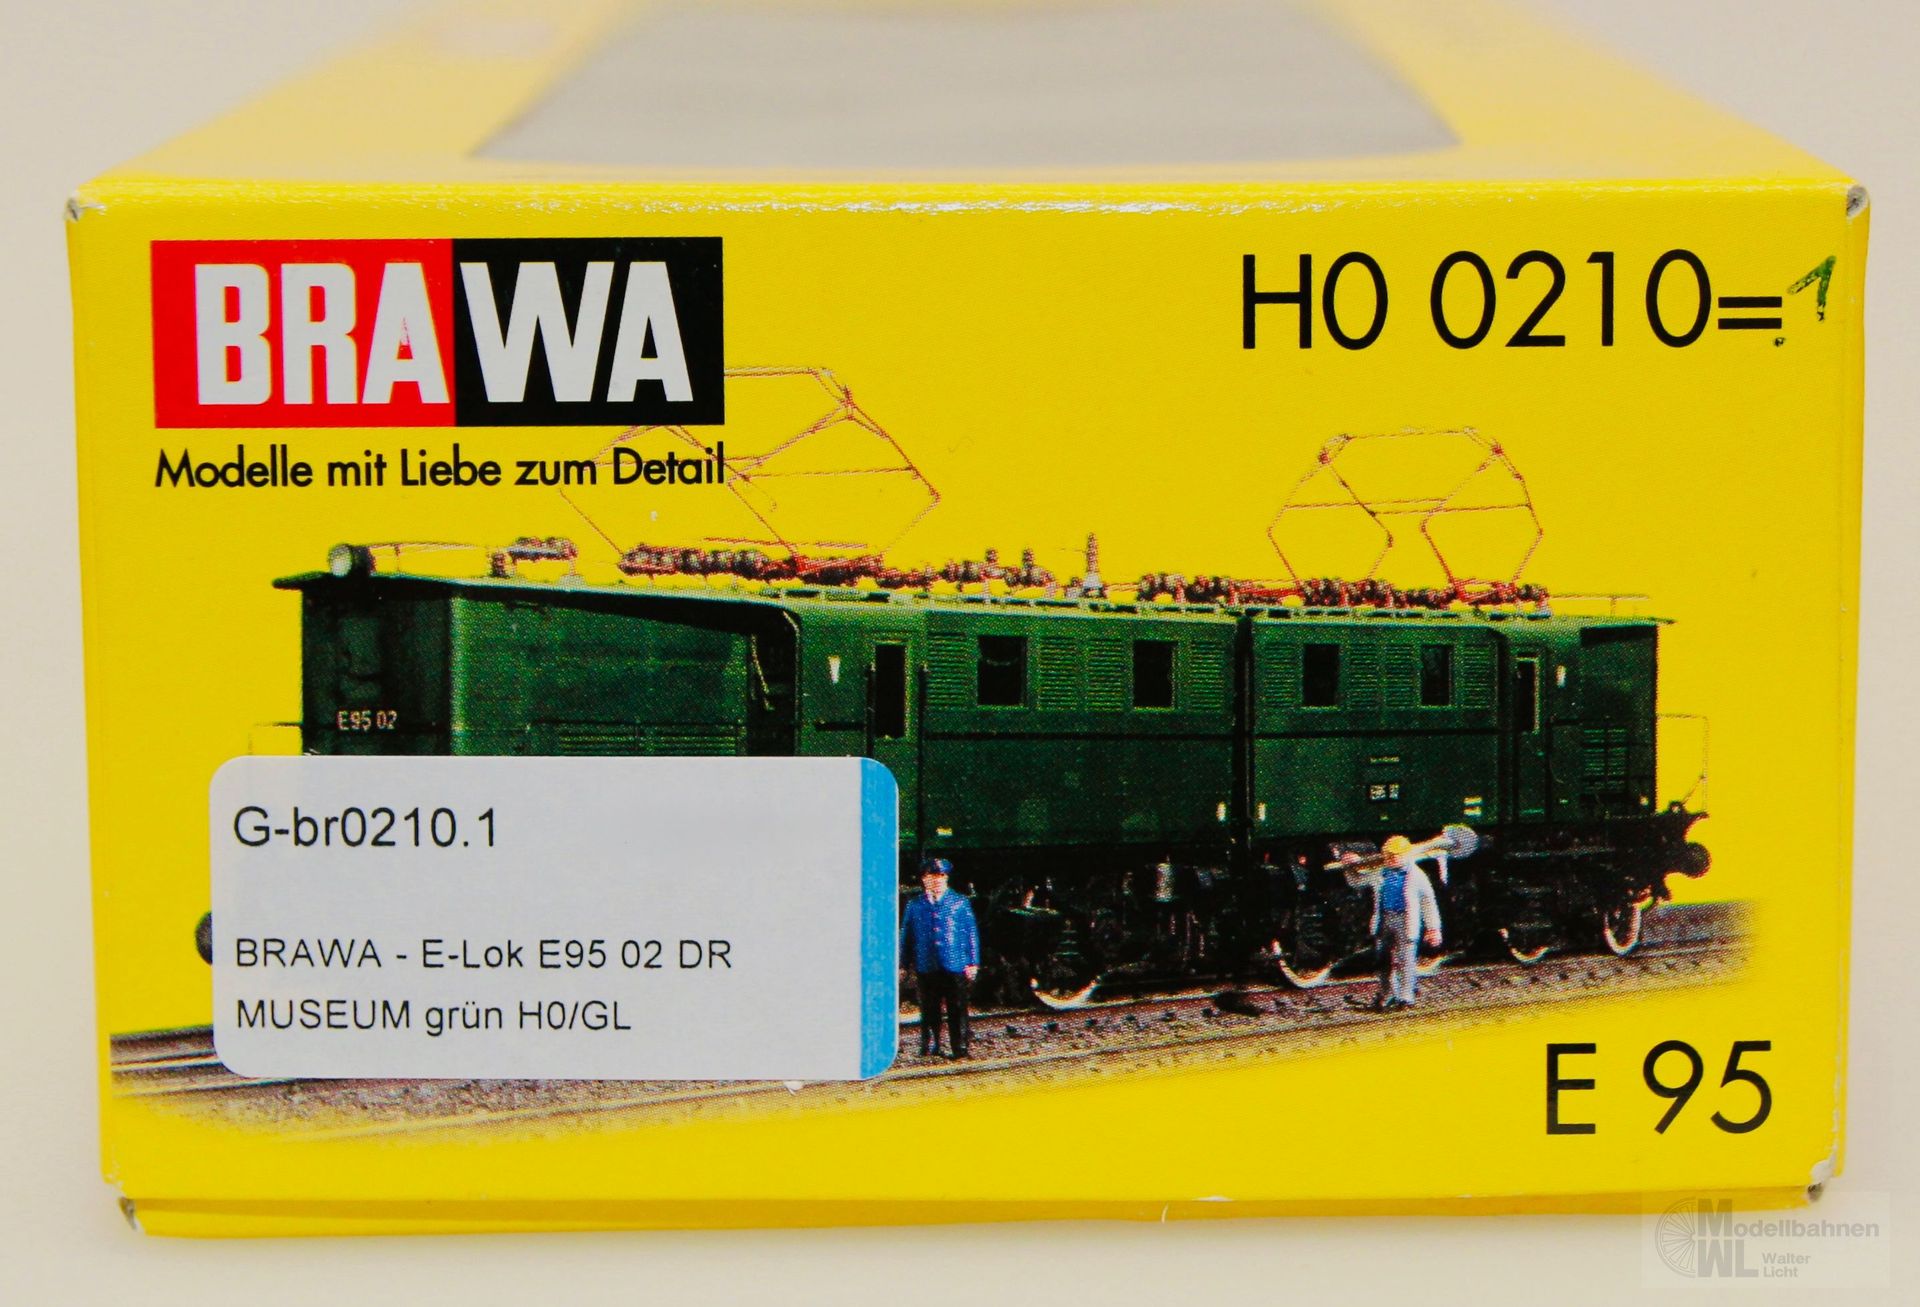 BRAWA
Modelle mit Liebe zum Detail
H0 0210=.1
E95 02
G-br0210.1
BRAWA - E-Lok E95 02 DR
MUSEUM grün H0/GL
E 95
Modellbahnen
WL Walter
Licht